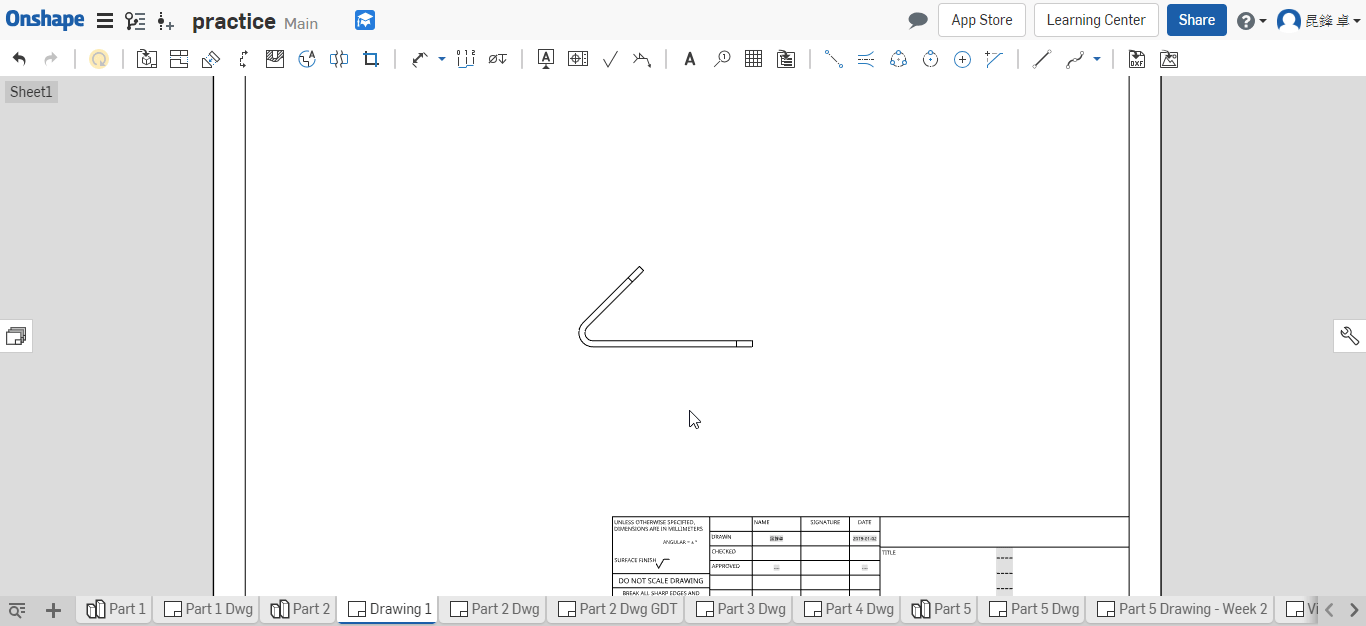 Onshape practice Main App Store Learning Center Share 昆鋒 卓
Sheet1
UNLESS OTHERWISE SPECIFIED,
DIMENSIONS ARE IN MILLIMETERS
ANGULAR = ± °
SURFACE FINISH
DO NOT SCALE DRAWING
BREAK ALL SHARP EDGES AND
NAME SIGNATURE DATE
DRAWN 2019-01-02
CHECKED
APPROVED
TITLE
Part 1 Part 1 Dwg Part 2 Drawing 1 Part 2 Dwg Part 2 Dwg GDT Part 3 Dwg Part 4 Dwg Part 5 Part 5 Dwg Part 5 Drawing - Week 2 Vi